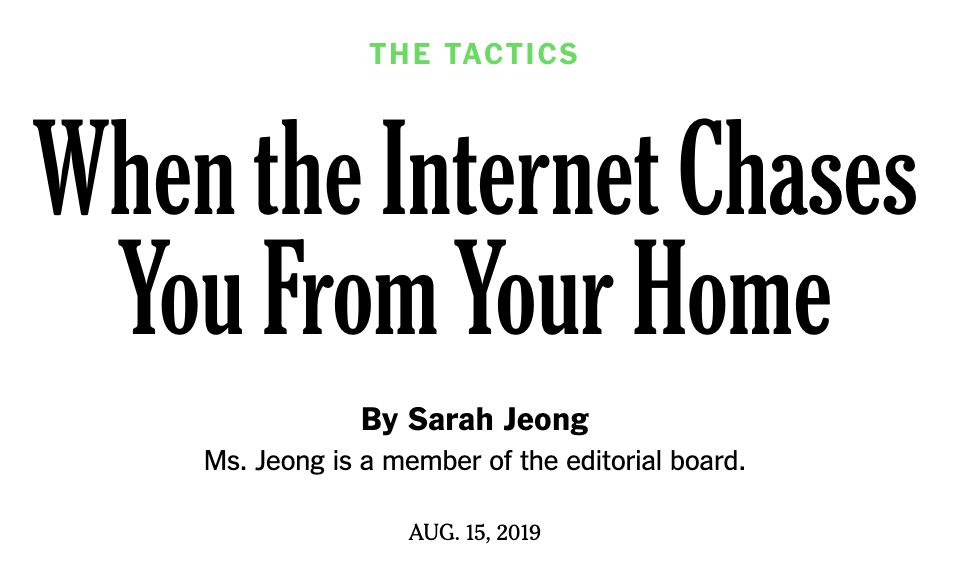 THE TACTICS
When the Internet Chases
You From Your Home
By Sarah Jeong
Ms. Jeong is a member of the editorial board.
AUG. 15, 2019